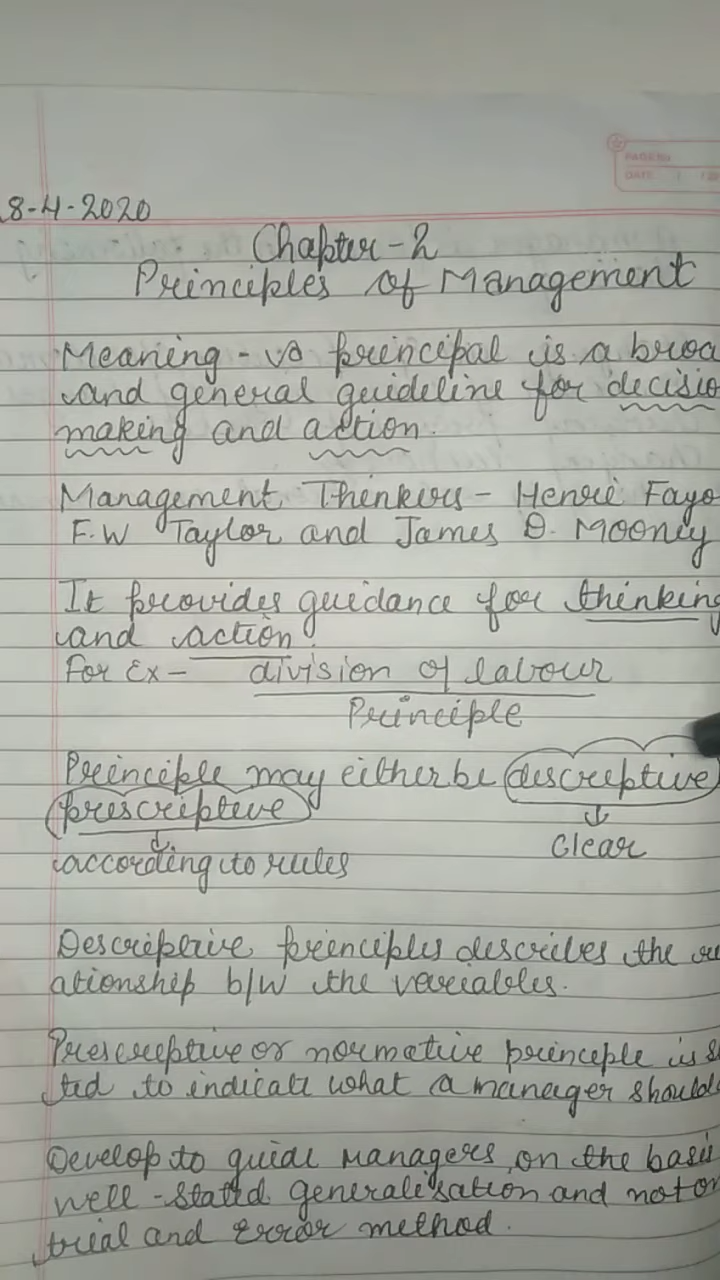 8-4-2020
Chapter-2
Principles of Management
Meaning - A principal is a broa
and general guideline for decisio
making and action.
Management Thinkers - Henri Fayo
F.W Taylor and James D. Mooney
It provides guidance for thinking
and action.
For Ex - division of labour
Principle
Principle may either be descriptive
prescriptive
clear
according to rules
Descriptive principles describes the re
ationship b/w the variables.
Prescriptive or normative principle is s
ted to indicate what a manager should
Develop to guide managers on the basis
well-stated generalisation and not on
trial and error method.